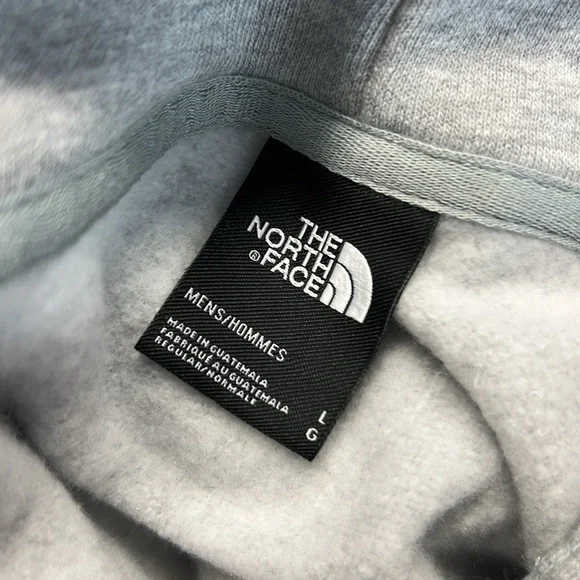 THE
NORTH
®FACE
MENS/HOMMES
MADE IN GUATEMALA
FABRIQUÉ AU GUATEMALA
REGULAR/NORMALE
L
G